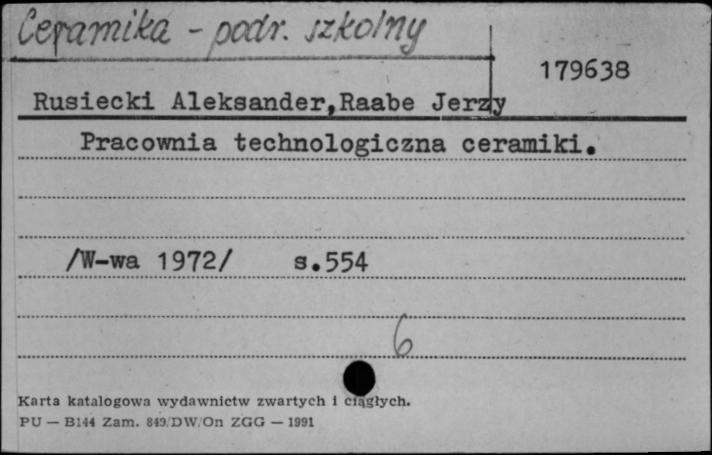 Ceramika - podr. szkolny
179638
Rusiecki Aleksander,Raabe Jerzy
Pracownia technologiczna ceramiki.
/W-wa 1972/ s.554
6
Karta katalogowa wydawnictw zwartych i ciągłych.
PU — B144 Zam. 849/DW/On ZGG — 1991